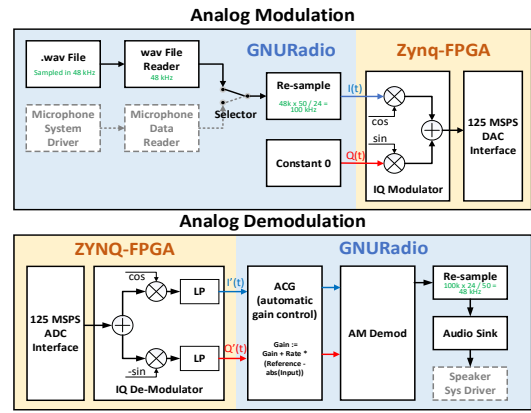 Analog Modulation
GNURadio
Zynq-FPGA
.wav File
Sampled in 48 kHz
wav File
Reader
48 kHz
Microphone
System
Driver
Microphone
Data
Reader
Selector
Re-sample
48k x 50 / 24 =
100 kHz
Constant 0
I(t)
Q(t)
cos
sin
IQ Modulator
125 MSPS
DAC
Interface
Analog Demodulation
ZYNQ-FPGA
GNURadio
125 MSPS
ADC
Interface
cos
-sin
LP
LP
IQ De-Modulator
I'(t)
Q'(t)
ACG
(automatic
gain control)
Gain :=
Gain + Rate *
(Reference -
abs(Input))
AM Demod
Re-sample
100k x 24 / 50 =
48 kHz
Audio Sink
Speaker
Sys Driver